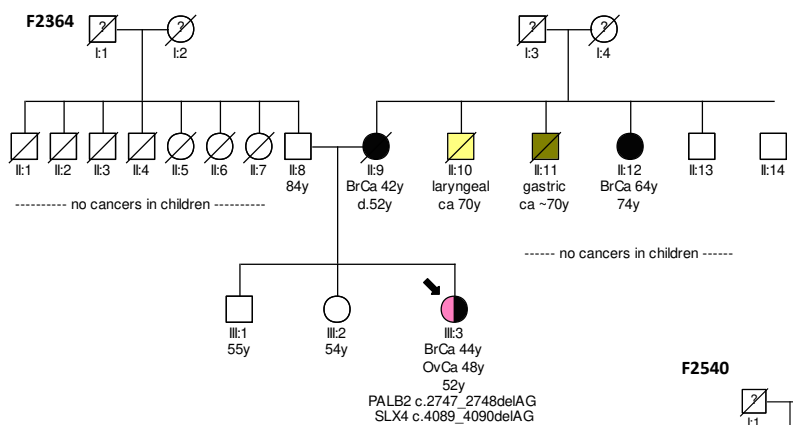 F2364
? ? ? ?
I:1 I:2 I:3 I:4
II:1 II:2 II:3 II:4 II:5 II:6 II:7 II:8 II:9 II:10 II:11 II:12 II:13 II:14
84y BrCa 42y laryngeal gastric BrCa 64y
d.52y ca 70y ca ~70y 74y
---------- no cancers in children ----------
------ no cancers in children ------
III:1 III:2 III:3
55y 54y BrCa 44y
OvCa 48y
52y
PALB2 c.2747_2748delAG
SLX4 c.4089_4090delAG
F2540
?
I:1